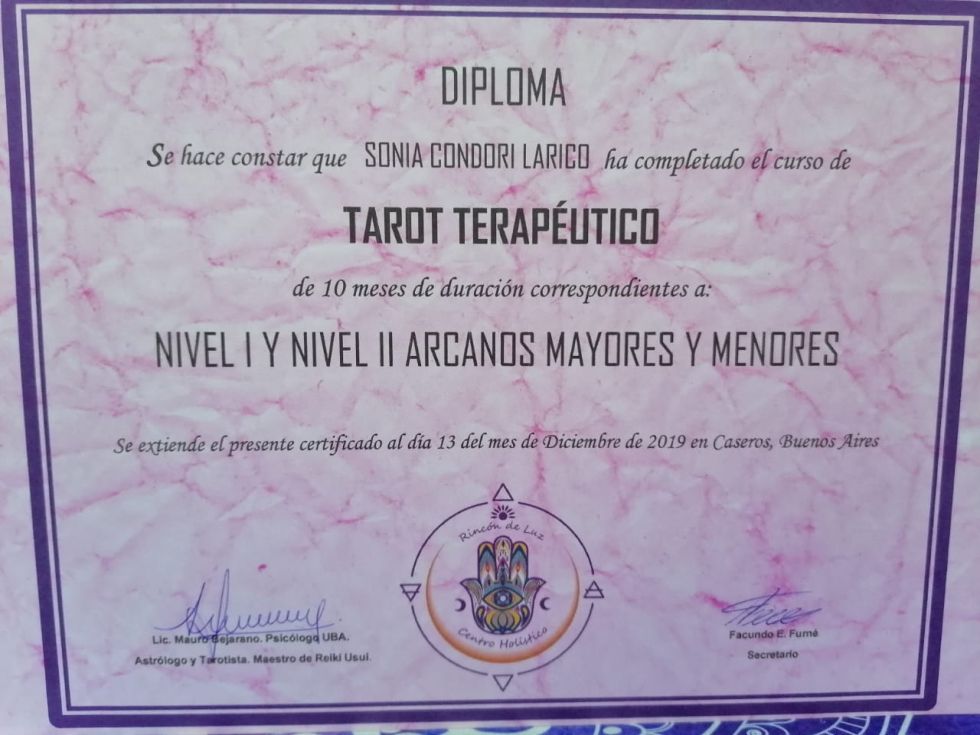 DIPLOMA
Se hace constar que SONIA CONDORI LARICO ha completado el curso de
TAROT TERAPÉUTICO
de 10 meses de duración correspondientes a:
NIVEL I Y NIVEL II ARCANOS MAYORES Y MENORES
Se extiende el presente certificado al día 13 del mes de Diciembre de 2019 en Caseros, Buenos Aires
Rincón de Luz
Centro Holístico
Lic. Mauro Bejarano. Psicólogo UBA.
Astrólogo y Tarotista. Maestro de Reiki Usui.
Facundo E. Fumé
Secretario